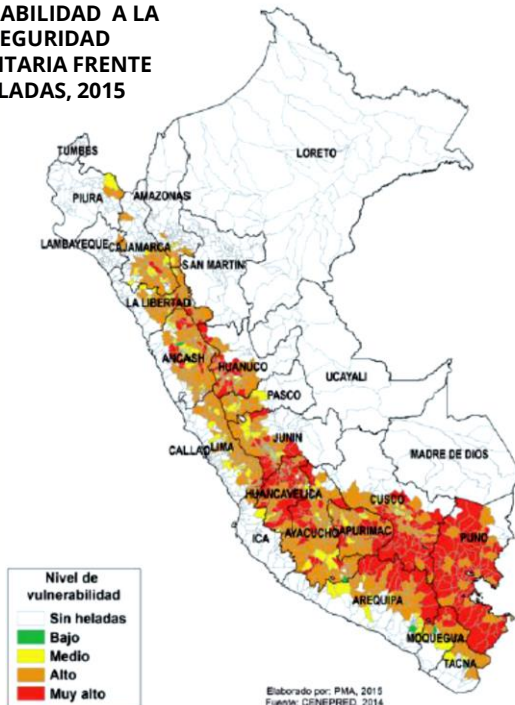 ABILIDAD A LA
EGURIDAD
ITARIA FRENTE
LADAS, 2015
TUMBES
LORETO
PIURA
AMAZONAS
LAMBAYEQUE
CAJAMARCA
SAN MARTIN
LA LIBERTAD
ANCASH
HUANUCO
UCAYALI
PASCO
JUNIN
CALLAO
LIMA
MADRE DE DIOS
HUANCAVELICA
CUSCO
ICA
AYACUCHO
APURIMAC
PUNO
AREQUIPA
MOQUEGUA
TACNA
Nivel de
vulnerabilidad
Sin heladas
Bajo
Medio
Alto
Muy alto
Elaborado por: PMA, 2015
Fuente: CENEPRED, 2014